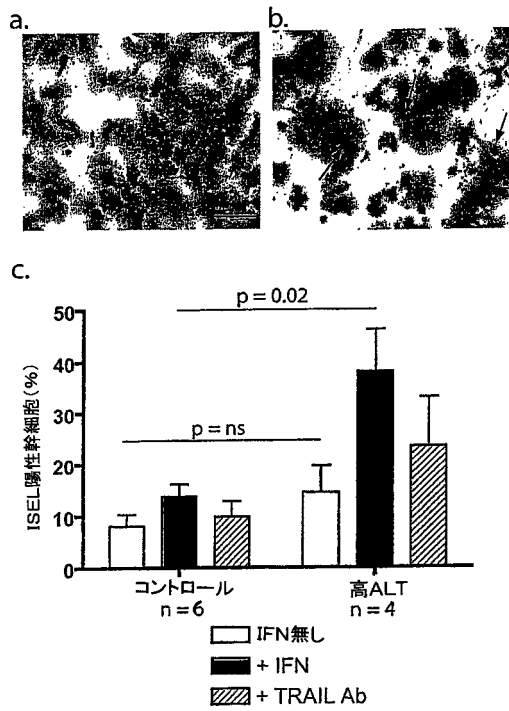 a.
b.
c.
p = 0.02
p = ns
ISEL陽性幹細胞(%)
50
40
30
20
10
0
コントロール
n = 6
高ALT
n = 4
IFN無し
+ IFN
+ TRAIL Ab